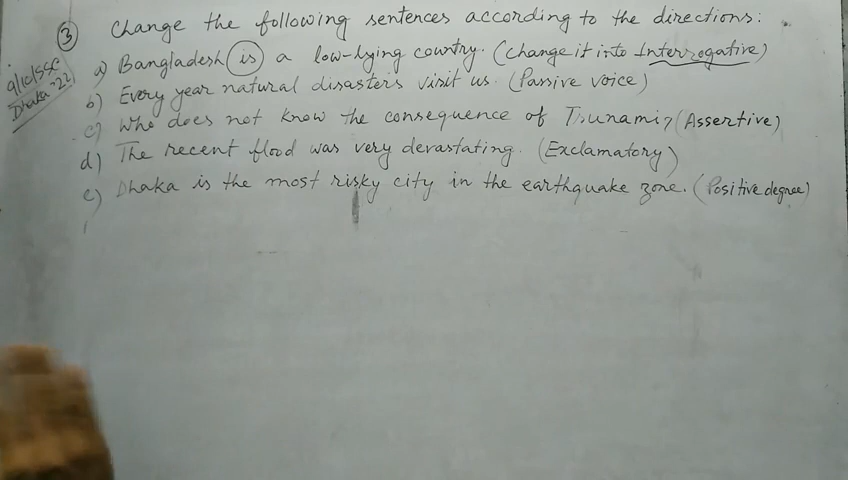 ③ Change the following sentences according to the directions:
9/c/SSC
Dhaka '22
a) Bangladesh is a low-lying country. (Change it into Interrogative)
b) Every year natural disasters visit us. (Passive voice)
c) Who does not know the consequence of Tsunami? (Assertive)
d) The recent flood was very devastating. (Exclamatory)
e) Dhaka is the most risky city in the earthquake zone. (Positive degree)